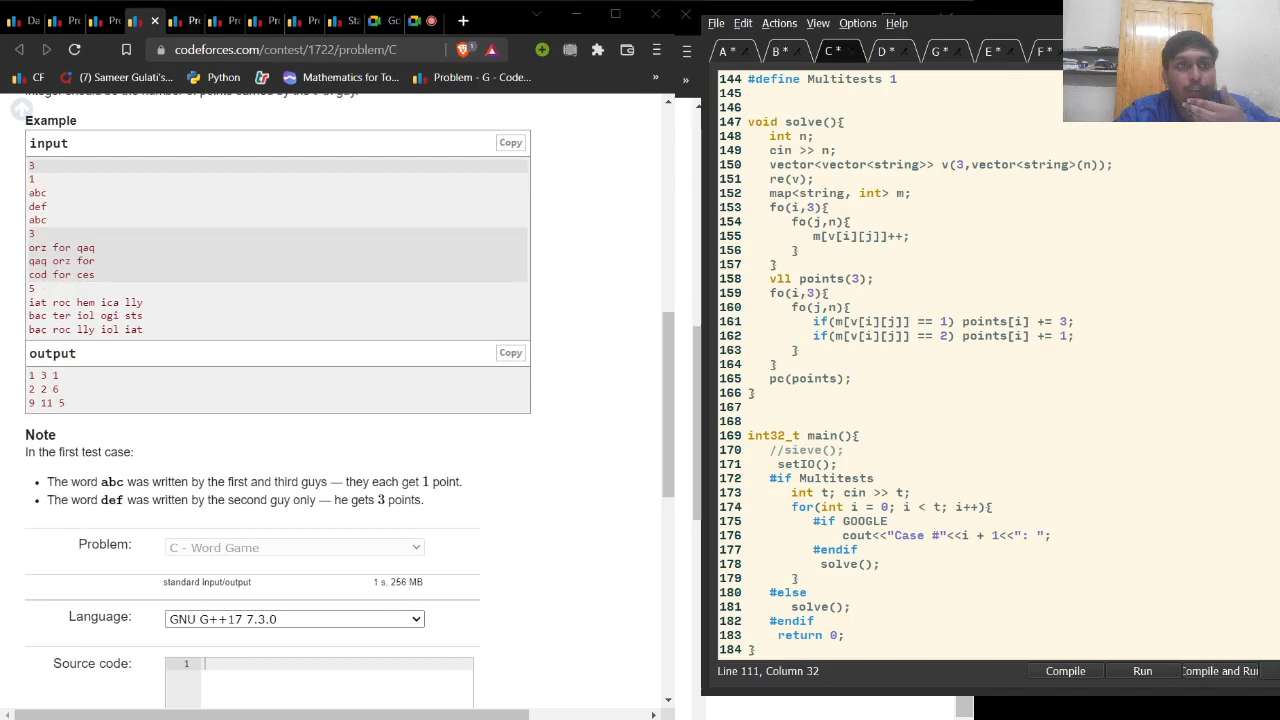 Da
Pr
Pr
Pr
Pr
Pr
Pr
Sta
Go
codeforces.com/contest/1722/problem/C
CF
(7) Sameer Gulati's...
Python
Mathematics for To...
Problem - G - Code...
»
Example
input
Copy
3
1
abc
def
abc
3
orz for qaq
qaq orz for
cod for ces
5
iat roc hem ica lly
bac ter iol ogi sts
bac roc lly iol iat
output
Copy
1 3 1
2 2 6
9 11 5
Note
In the first test case:
• The word abc was written by the first and third guys — they each get 1 point.
• The word def was written by the second guy only — he gets 3 points.
Problem:
C - Word Game
standard input/output
1 s, 256 MB
Language:
GNU G++17 7.3.0
Source code:
1
File Edit Actions View Options Help
A * B * C * D * G * E * F *
144 #define Multitests 1
145
146
147 void solve(){
148 int n;
149 cin >> n;
150 vector<vector<string>> v(3,vector<string>(n));
151 re(v);
152 map<string, int> m;
153 fo(i,3){
154 fo(j,n){
155 m[v[i][j]]++;
156 }
157 }
158 vll points(3);
159 fo(i,3){
160 fo(j,n){
161 if(m[v[i][j]] == 1) points[i] += 3;
162 if(m[v[i][j]] == 2) points[i] += 1;
163 }
164 }
165 pc(points);
166 }
167
168
169 int32_t main(){
170 //sieve();
171 setIO();
172 #if Multitests
173 int t; cin >> t;
174 for(int i = 0; i < t; i++){
175 #if GOOGLE
176 cout<<"Case #"<<i + 1<<": ";
177 #endif
178 solve();
179 }
180 #else
181 solve();
182 #endif
183 return 0;
184 }
Line 111, Column 32
Compile
Run
Compile and Run